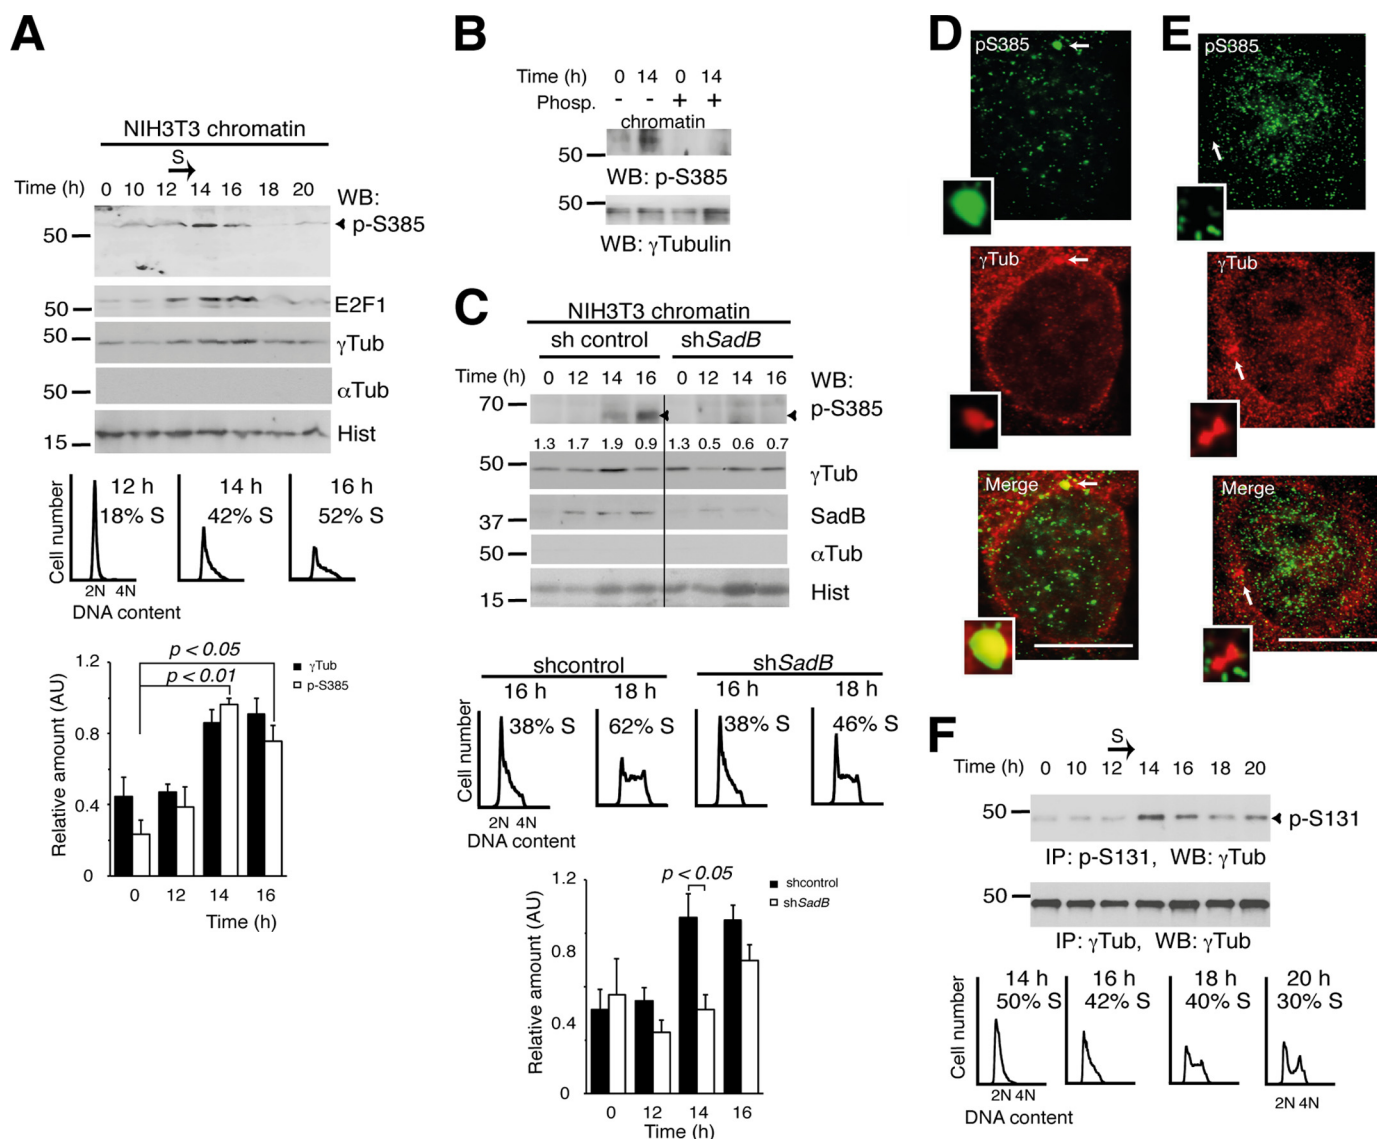 A
NIH3T3 chromatin
S
Time (h) 0 10 12 14 16 18 20 WB:
50 p-S385
50 E2F1
50 γTub
50 αTub
15 Hist
Cell number
12 h
18% S
14 h
42% S
16 h
52% S
2N 4N
DNA content
Relative amount (AU)
1.2
0.8
0.4
0
p < 0.05
p < 0.01
γTub
p-S385
0 12 14 16
Time (h)
B
Time (h) 0 14 0 14
Phosp. - - + +
chromatin
50
WB: p-S385
50
WB: γTubulin
C
NIH3T3 chromatin
sh control shSadB
Time (h) 0 12 14 16 0 12 14 16 WB:
70 p-S385
1.3 1.7 1.9 0.9 1.3 0.5 0.6 0.7
50 γTub
37 SadB
50 αTub
15 Hist
shcontrol shSadB
16 h 18 h 16 h 18 h
38% S 62% S 38% S 46% S
Cell number
2N 4N
DNA content
Relative amount (AU)
1.2
0.8
0.4
0
p < 0.05
shcontrol
shSadB
0 12 14 16
Time (h)
D
pS385
γTub
Merge
E
pS385
γTub
Merge
F
S
Time (h) 0 10 12 14 16 18 20
50 p-S131
IP: p-S131, WB: γTub
50
IP: γTub, WB: γTub
Cell number
14 h
50% S
16 h
42% S
18 h
40% S
20 h
30% S
2N 4N
2N 4N
DNA content